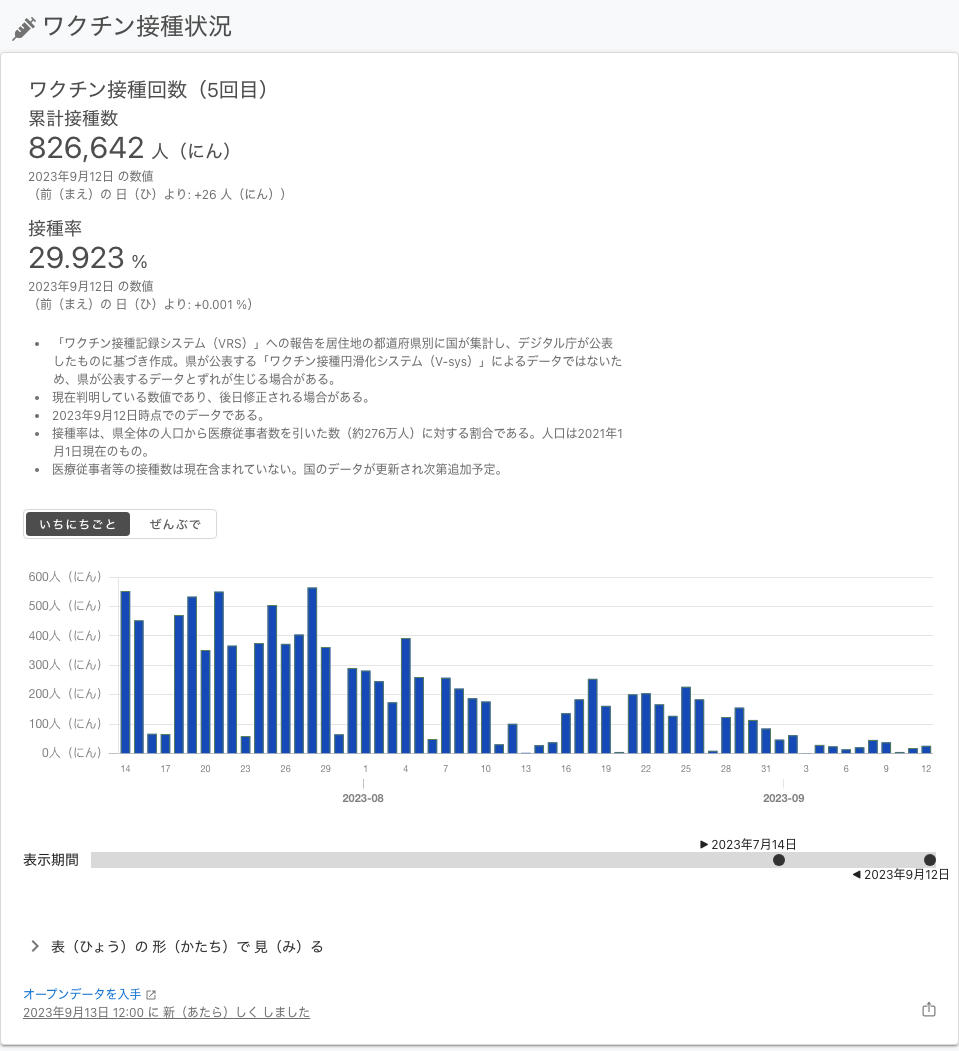 ワクチン接種状況
ワクチン接種回数（5回目）
累計接種数
826,642 人（にん）
2023年9月12日 の数値
（前（まえ）の 日（ひ）より: +26 人（にん））
接種率
29.923 %
2023年9月12日 の数値
（前（まえ）の 日（ひ）より: +0.001 %）
• 「ワクチン接種記録システム（VRS）」への報告を居住地の都道府県別に国が集計し、デジタル庁が公表
したものに基づき作成。県が公表する「ワクチン接種円滑化システム（V-sys）」によるデータではないた
め、県が公表するデータとずれが生じる場合がある。
• 現在判明している数値であり、後日修正される場合がある。
• 2023年9月12日時点でのデータである。
• 接種率は、県全体の人口から医療従事者数を引いた数（約276万人）に対する割合である。人口は2021年1
月1日現在のもの。
• 医療従事者等の接種数は現在含まれていない。国のデータが更新され次第追加予定。
いちにちごと ぜんぶで
600人（にん）
500人（にん）
400人（にん）
300人（にん）
200人（にん）
100人（にん）
0人（にん）
14 17 20 23 26 29 1 4 7 10 13 16 19 22 25 28 31 3 6 9 12
2023-08 2023-09
▶ 2023年7月14日
表示期間
◀ 2023年9月12日
表（ひょう）の 形（かたち）で 見（み）る
オープンデータを入手
2023年9月13日 12:00 に 新（あたら）しく しました